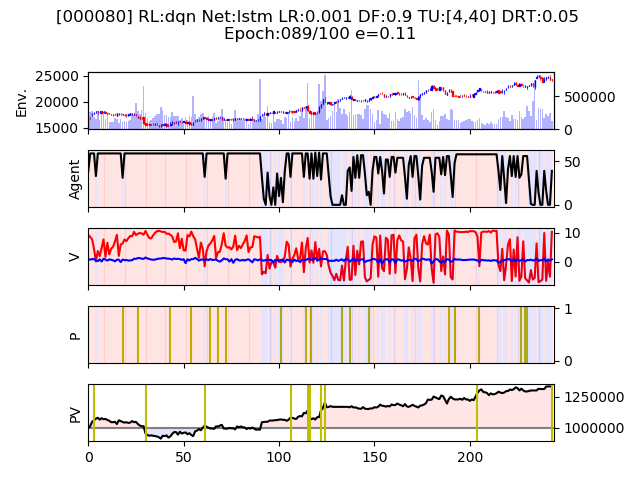 [000080] RL:dqn Net:lstm LR:0.001 DF:0.9 TU:[4,40] DRT:0.05
Epoch:089/100 e=0.11
Env.
25000
20000
15000
500000
0
Agent
50
0
V
10
0
P
1
0
PV
1250000
1000000
0 50 100 150 200